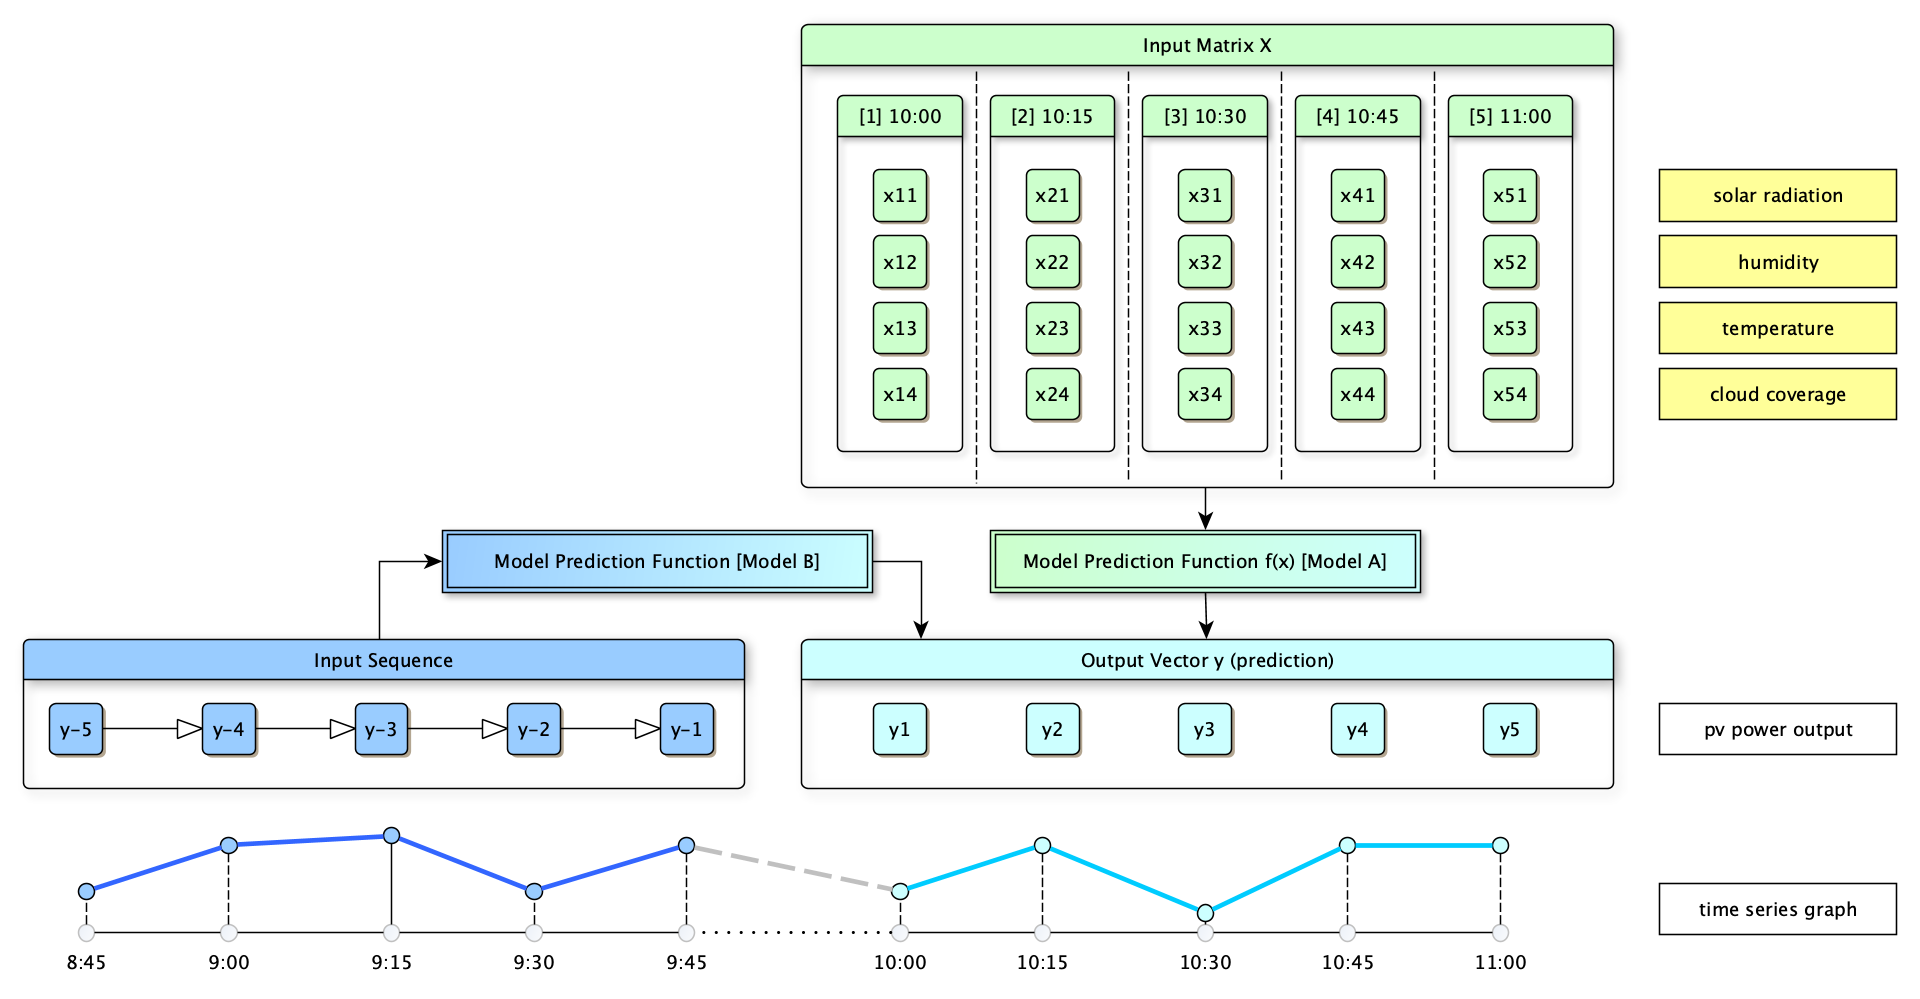 Input Matrix X
[1] 10:00
[2] 10:15
[3] 10:30
[4] 10:45
[5] 11:00
x11
x21
x31
x41
x51
solar radiation
x12
x22
x32
x42
x52
humidity
x13
x23
x33
x43
x53
temperature
x14
x24
x34
x44
x54
cloud coverage
Model Prediction Function [Model B]
Model Prediction Function f(x) [Model A]
Input Sequence
Output Vector y (prediction)
y-5
y-4
y-3
y-2
y-1
y1
y2
y3
y4
y5
pv power output
time series graph
8:45
9:00
9:15
9:30
9:45
10:00
10:15
10:30
10:45
11:00